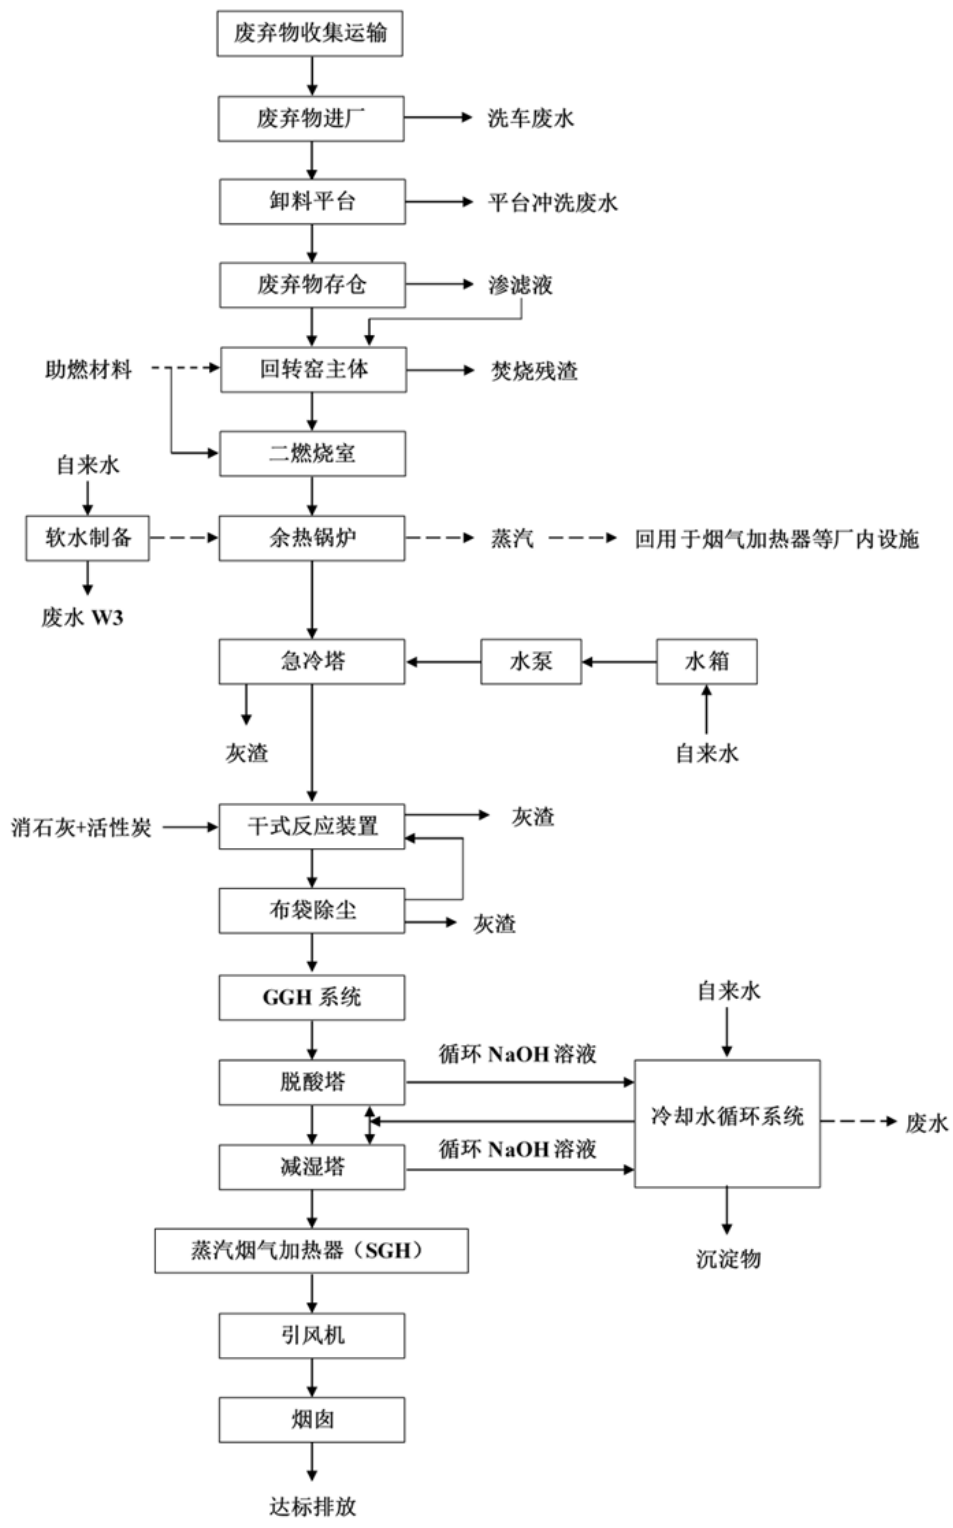 废弃物收集运输
废弃物进厂
洗车废水
卸料平台
平台冲洗废水
废弃物存仓
渗滤液
助燃材料
回转窑主体
焚烧残渣
二燃烧室
自来水
软水制备
余热锅炉
蒸汽
回用于烟气加热器等厂内设施
废水 W3
急冷塔
水泵
水箱
灰渣
自来水
消石灰+活性炭
干式反应装置
灰渣
布袋除尘
灰渣
GGH 系统
自来水
循环 NaOH 溶液
脱酸塔
冷却水循环系统
废水
循环 NaOH 溶液
减湿塔
蒸汽烟气加热器（SGH）
沉淀物
引风机
烟囱
达标排放